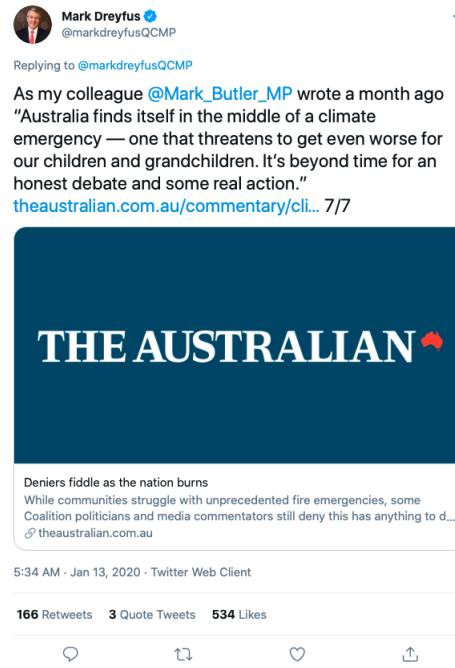 Mark Dreyfus
@markdreyfusQCMP
Replying to @markdreyfusQCMP
As my colleague @Mark_Butler_MP wrote a month ago
“Australia finds itself in the middle of a climate
emergency — one that threatens to get even worse for
our children and grandchildren. It’s beyond time for an
honest debate and some real action.”
theaustralian.com.au/commentary/cli... 7/7
THE AUSTRALIAN
Deniers fiddle as the nation burns
While communities struggle with unprecedented fire emergencies, some
Coalition politicians and media commentators still deny this has anything to d...
theaustralian.com.au
5:34 AM · Jan 13, 2020 · Twitter Web Client
166 Retweets 3 Quote Tweets 534 Likes